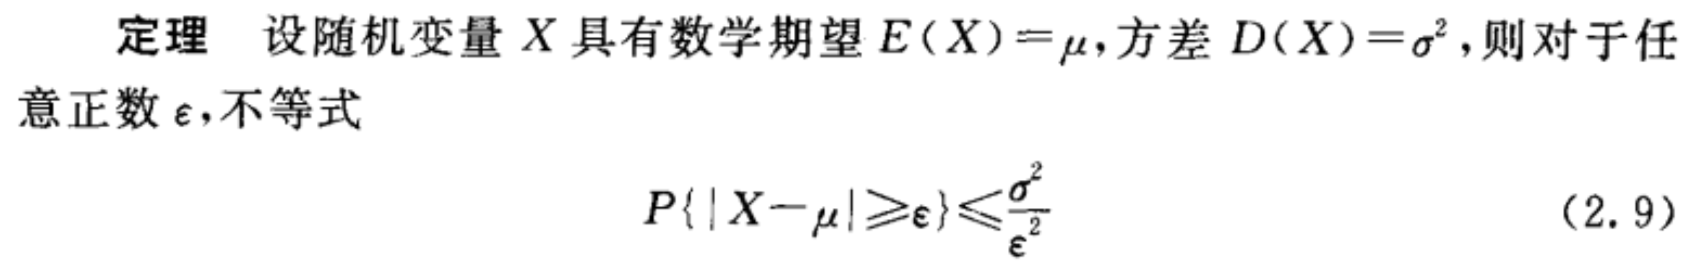 定理 设随机变量 X 具有数学期望 E(X)=μ,方差 D(X)=σ²,则对于任
意正数 ε,不等式
P{|X-μ|≥ε}≤σ²/ε² (2.9)